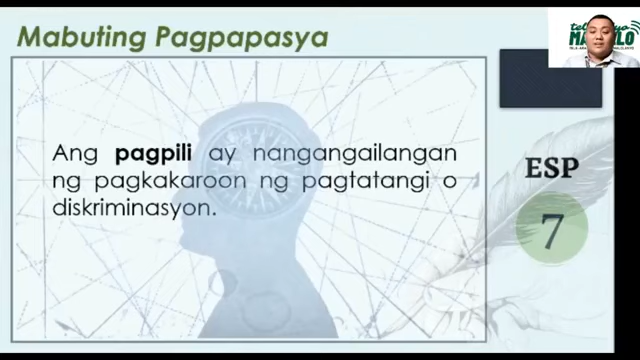 Mabuting Pagpapasya
Ang pagpili ay nangangailangan
ng pagkakaroon ng pagtatangi o
diskriminasyon.
ESP
7